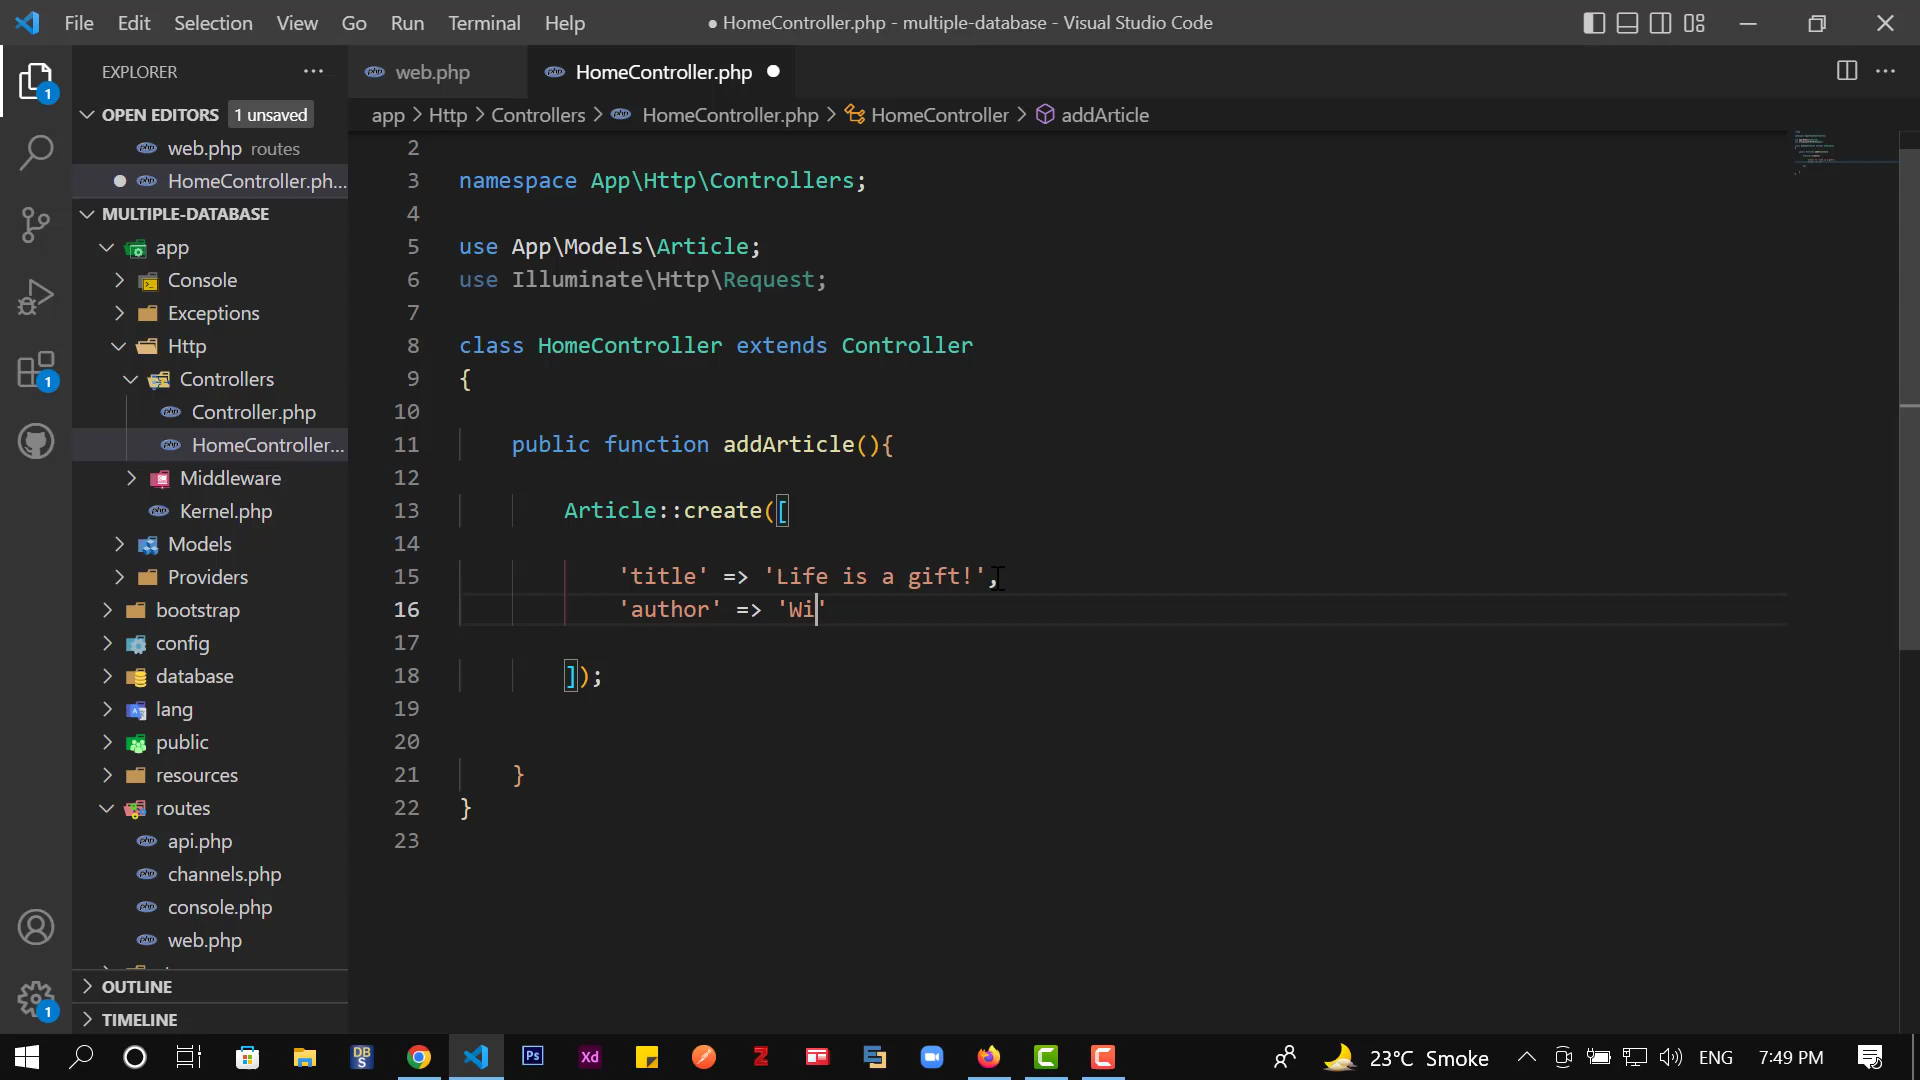 File Edit Selection View Go Run Terminal Help
● HomeController.php - multiple-database - Visual Studio Code
EXPLORER
OPEN EDITORS 1 unsaved
web.php routes
HomeController.ph...
MULTIPLE-DATABASE
app
Console
Exceptions
Http
Controllers
Controller.php
HomeController...
Middleware
Kernel.php
Models
Providers
bootstrap
config
database
lang
public
resources
routes
api.php
channels.php
console.php
web.php
OUTLINE
TIMELINE
1
1
1
web.php
HomeController.php
app > Http > Controllers > HomeController.php > HomeController > addArticle
2
3 namespace App\Http\Controllers;
4
5 use App\Models\Article;
6 use Illuminate\Http\Request;
7
8 class HomeController extends Controller
9 {
10
11 public function addArticle(){
12
13 Article::create([
14
15 'title' => 'Life is a gift!',
16 'author' => 'Wi'
17
18 ]);
19
20
21 }
22 }
23
DBS
Ps
Xd
Z
23°C Smoke
ENG
7:49 PM